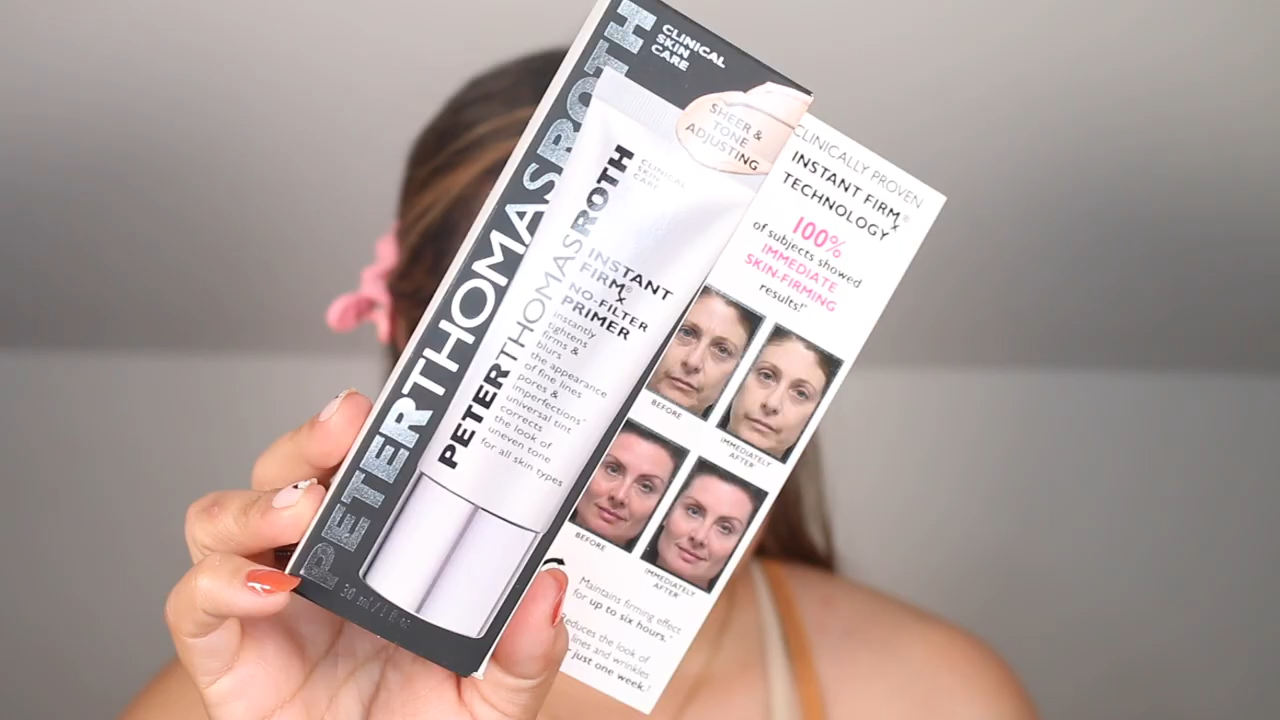 PETERTHOMASROTH
CLINICAL
SKIN
CARE
SHEER &
TONE
ADJUSTING
PETERTHOMASROTH
CLINICAL
SKIN
CARE
INSTANT
FIRMx®
NO-FILTER
PRIMER
instantly
tightens
firms &
blurs
the appearance
of fine lines
pores &
imperfections*
universal tint
corrects
the look of
uneven tone
for all skin types
30 ml / 1 fl oz
CLINICALLY PROVEN
INSTANT FIRMx®
TECHNOLOGY
100%
of subjects showed
IMMEDIATE
SKIN-FIRMING
results!*
BEFORE
IMMEDIATELY
AFTER*
BEFORE
IMMEDIATELY
AFTER*
Maintains firming effect
for up to six hours.*
Reduces the look of
lines and wrinkles
just one week.†